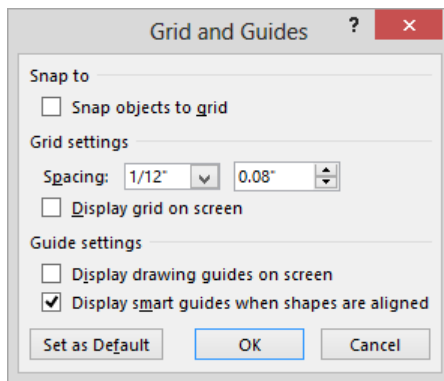 Grid and Guides ?
Snap to
Snap objects to grid
Grid settings
Spacing: 1/12" 0.08"
Display grid on screen
Guide settings
Display drawing guides on screen
Display smart guides when shapes are aligned
Set as Default OK Cancel